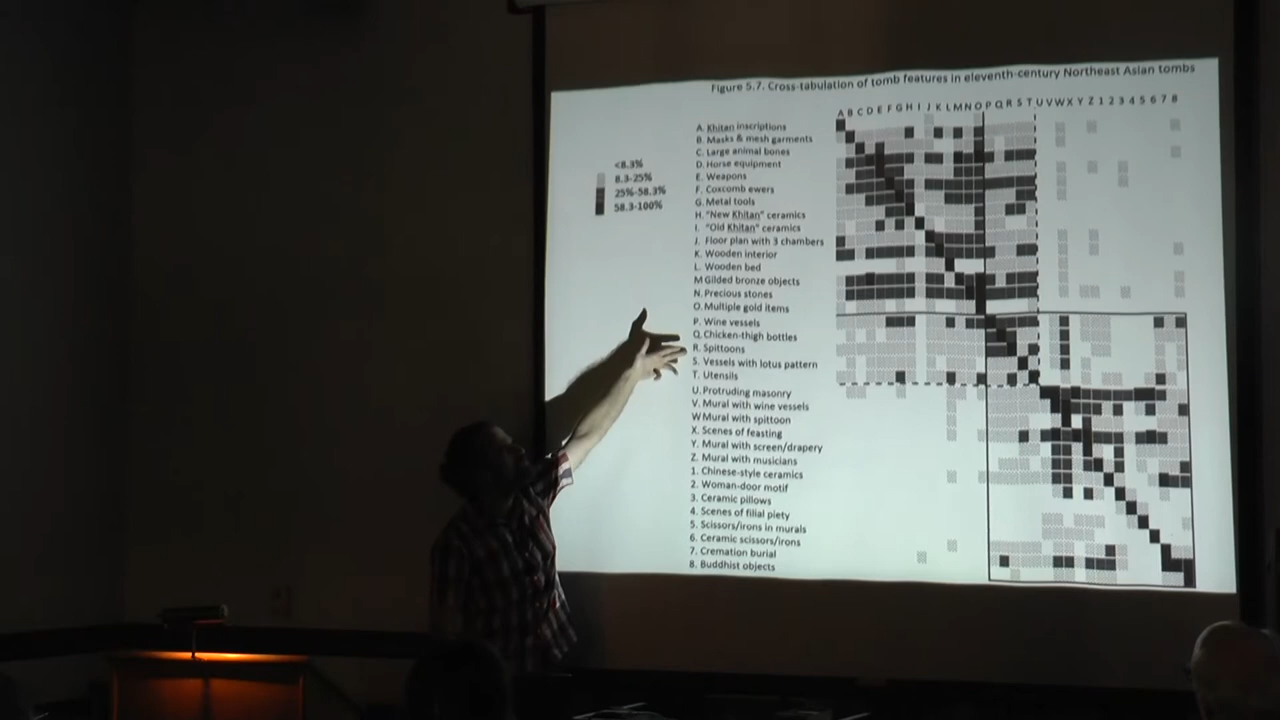 Figure 5.7. Cross-tabulation of tomb features in eleventh-century Northeast Asian tombs
A B C D E F G H I J K L M N O P Q R S T U V W X Y Z 1 2 3 4 5 6 7 8
<8.3%
8.3-25%
25%-58.3%
58.3-100%
A. Khitan inscriptions
B. Masks & mesh garments
C. Large animal bones
D. Horse equipment
E. Weapons
F. Coxcomb ewers
G. Metal tools
H. "New Khitan" ceramics
I. "Old Khitan" ceramics
J. Floor plan with 3 chambers
K. Wooden interior
L. Wooden bed
M Gilded bronze objects
N. Precious stones
O. Multiple gold items
P. Wine vessels
Q. Chicken-thigh bottles
R. Spittoons
S. Vessels with lotus pattern
T. Utensils
U. Protruding masonry
V. Mural with wine vessels
W Mural with spittoon
X. Scenes of feasting
Y. Mural with screen/drapery
Z. Mural with musicians
1. Chinese-style ceramics
2. Woman-door motif
3. Ceramic pillows
4. Scenes of filial piety
5. Scissors/irons in murals
6. Ceramic scissors/irons
7. Cremation burial
8. Buddhist objects